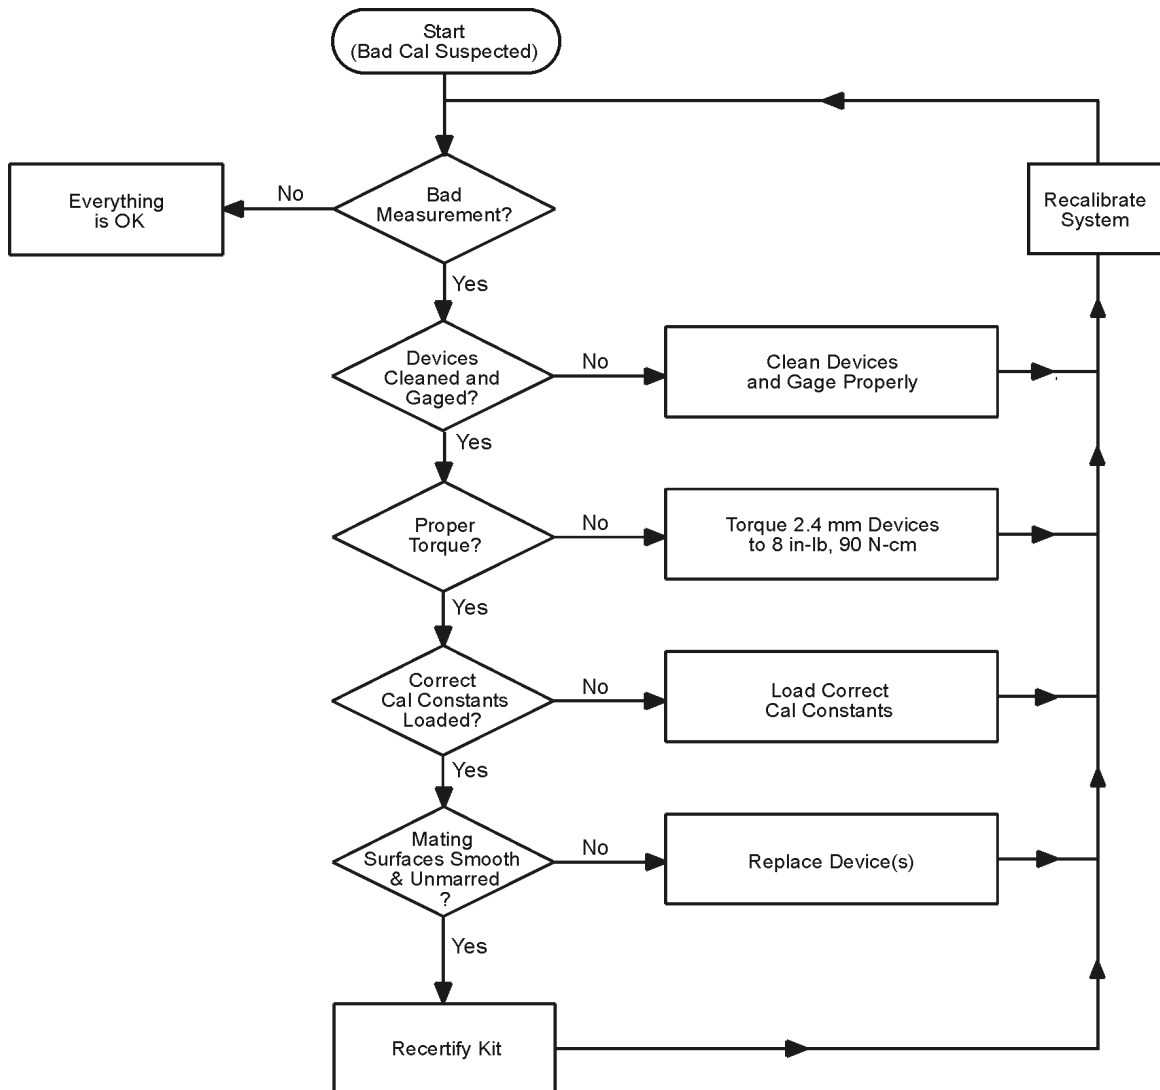 Start
(Bad Cal Suspected)
Everything
is OK
No
Bad
Measurement?
Recalibrate
System
Yes
Devices
Cleaned and
Gaged?
No
Clean Devices
and Gage Properly
Yes
Proper
Torque?
No
Torque 2.4 mm Devices
to 8 in-lb, 90 N-cm
Yes
Correct
Cal Constants
Loaded?
No
Load Correct
Cal Constants
Yes
Mating
Surfaces Smooth
& Unmarred
?
No
Replace Device(s)
Yes
Recertify Kit